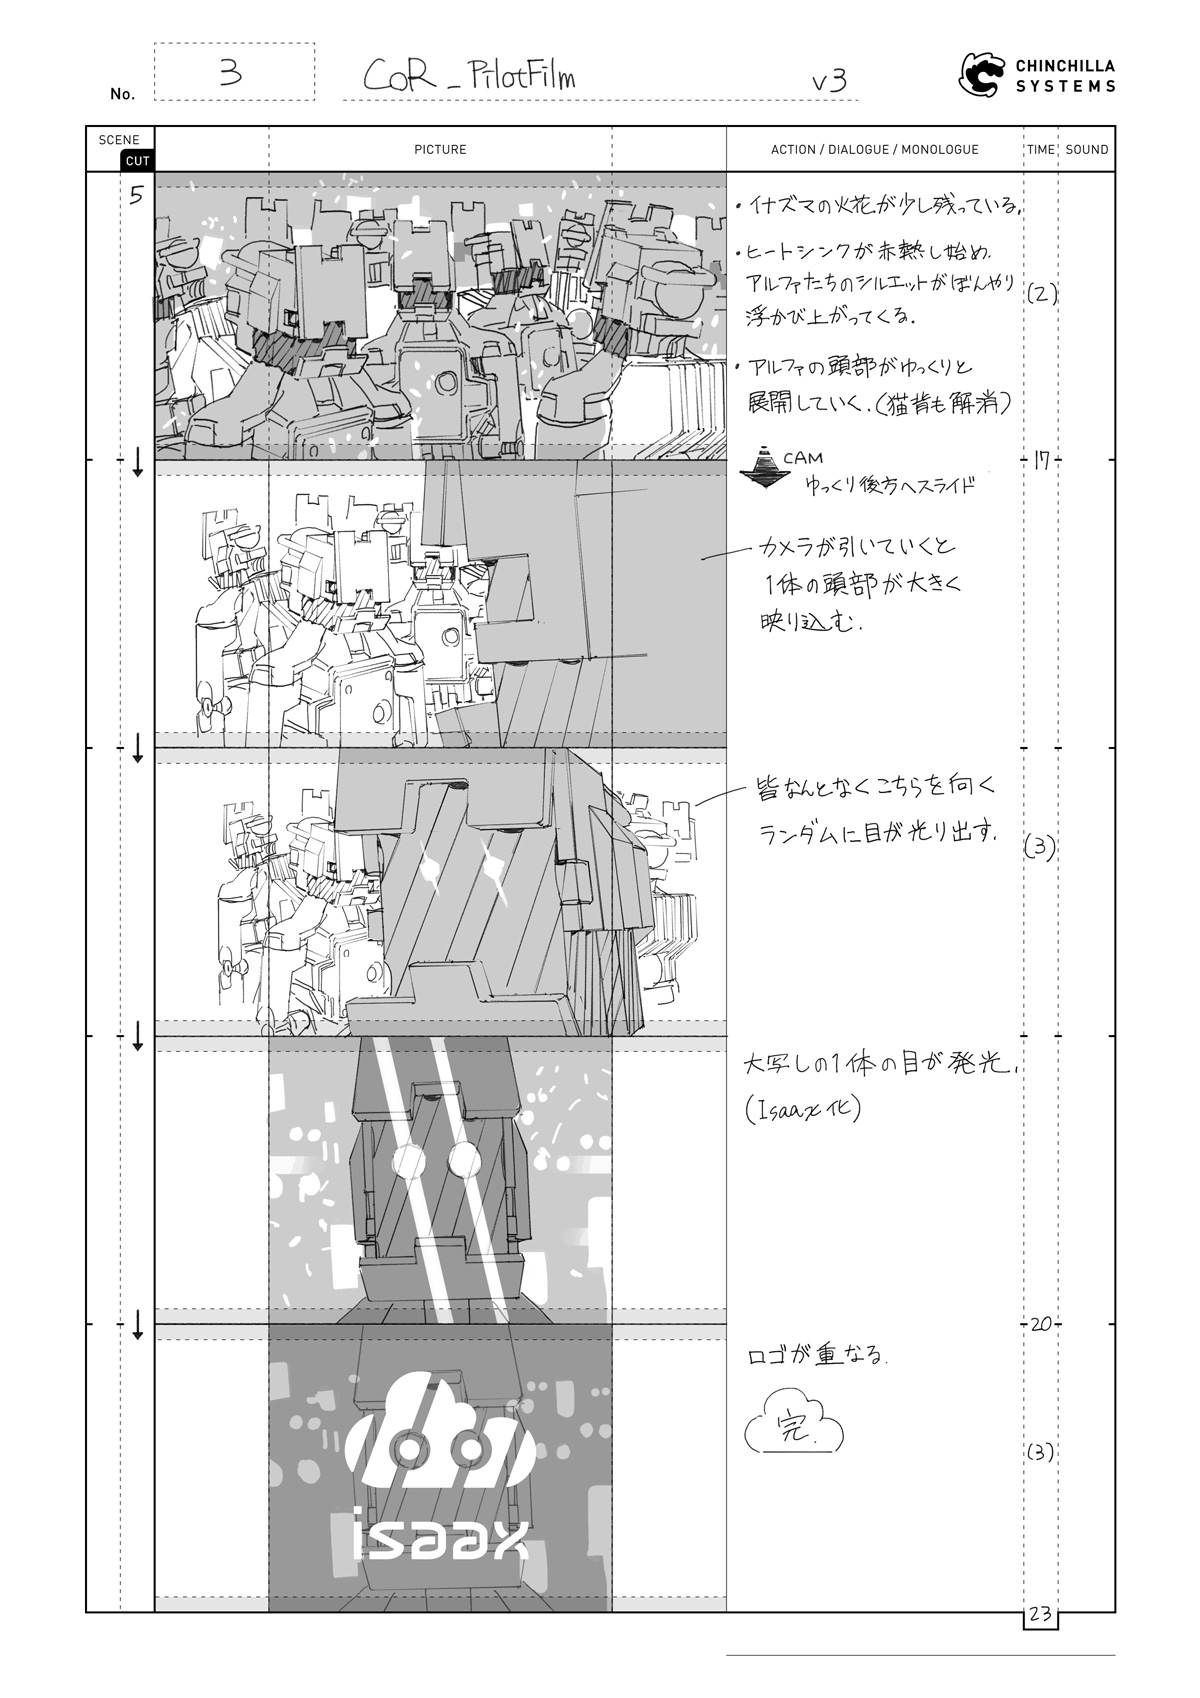 No. 3 CoR_PilotFilm v3
CHINCHILLA
SYSTEMS
SCENE
CUT
PICTURE
ACTION / DIALOGUE / MONOLOGUE
TIME
SOUND
5
・イナズマの火花が少し残っている.
・ヒートシンクが赤熱し始め.
アルファたちのシルエットがぼんやり
浮かび上がってくる.
(2)
・アルファの頭部がゆっくりと
展開していく.(猫背も解消)
17
CAM
ゆっくり後方へスライド
カメラが引いていくと
1体の頭部が大きく
映り込む.
皆なんとなくこちらを向く
ランダムに目が光り出す.
(3)
大写しの1体の目が発光.
(Isaax化)
20
ロゴが重なる.
完.
(3)
isaax
23